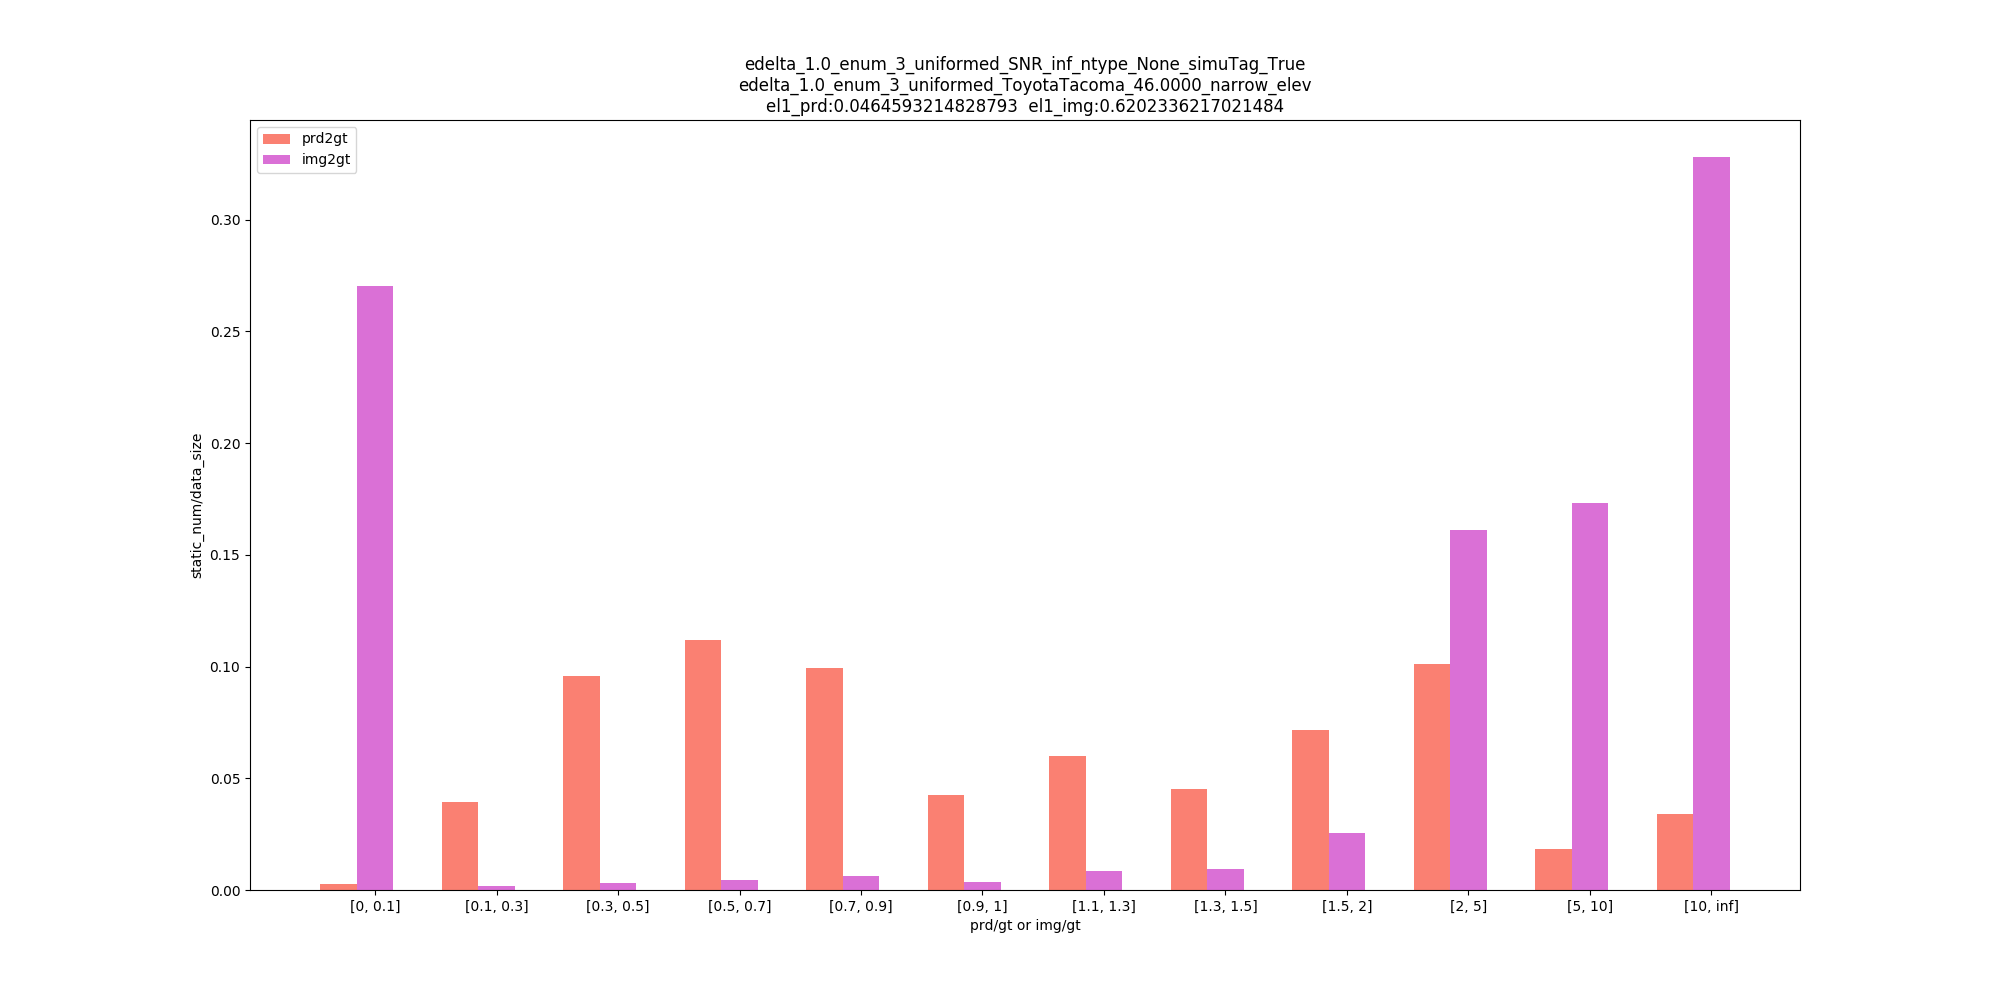 edelta_1.0_enum_3_uniformed_SNR_inf_ntype_None_simuTag_True
edelta_1.0_enum_3_uniformed_ToyotaTacoma_46.0000_narrow_elev
el1_prd:0.0464593214828793  el1_img:0.6202336217021484
prd2gt
img2gt
0.30
0.25
0.20
0.15
0.10
0.05
0.00
static_num/data_size
[0, 0.1] [0.1, 0.3] [0.3, 0.5] [0.5, 0.7] [0.7, 0.9] [0.9, 1] [1.1, 1.3] [1.3, 1.5] [1.5, 2] [2, 5] [5, 10] [10, inf]
prd/gt or img/gt